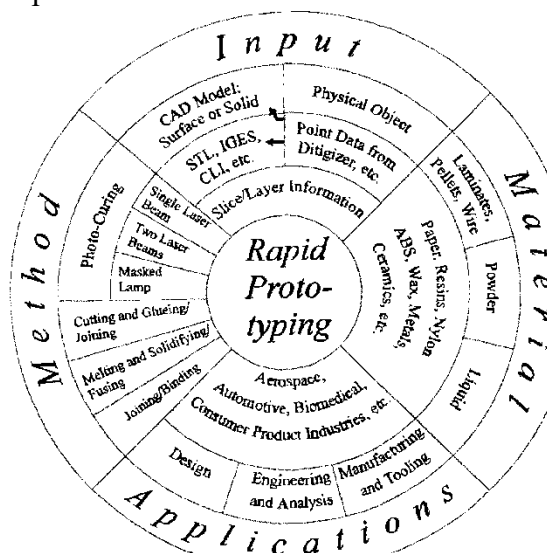 Input
CAD Model:
Surface or Solid
Physical Object
STL, IGES,
CLI, etc.
Point Data from
Ditigizer, etc.
Slice/Layer Information
Material
Laminates,
Pellets, Wire
Powder
Liquid
Paper, Resins, Nylon
ABS, Wax, Metals,
Ceramics, etc
Method
Photo-Curing
Single Laser
Beam
Two Laser
Beams
Masked
Lamp
Cutting and Glueing/
Joining
Melting and Solidifying/
Fusing
Joining/Binding
Rapid
Proto-
typing
Aerospace,
Automotive, Biomedical,
Consumer Product Industries, etc
Design
Engineering
and Analysis
Manufacturing
and Tooling
Applications